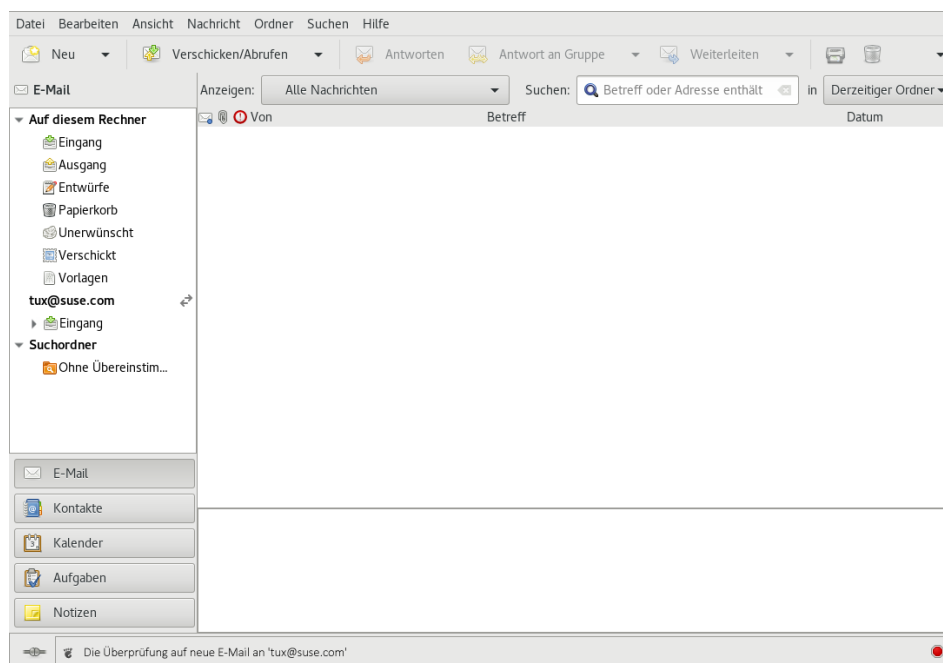 Datei Bearbeiten Ansicht Nachricht Ordner Suchen Hilfe
Neu Verschicken/Abrufen Antworten Antwort an Gruppe Weiterleiten
E-Mail Anzeigen: Alle Nachrichten Suchen: Betreff oder Adresse enthält in Derzeitiger Ordner
Von Betreff Datum
Auf diesem Rechner
Eingang
Ausgang
Entwürfe
Papierkorb
Unerwünscht
Verschickt
Vorlagen
tux@suse.com
Eingang
Suchordner
Ohne Übereinstim...
E-Mail
Kontakte
Kalender
Aufgaben
Notizen
Die Überprüfung auf neue E-Mail an 'tux@suse.com'